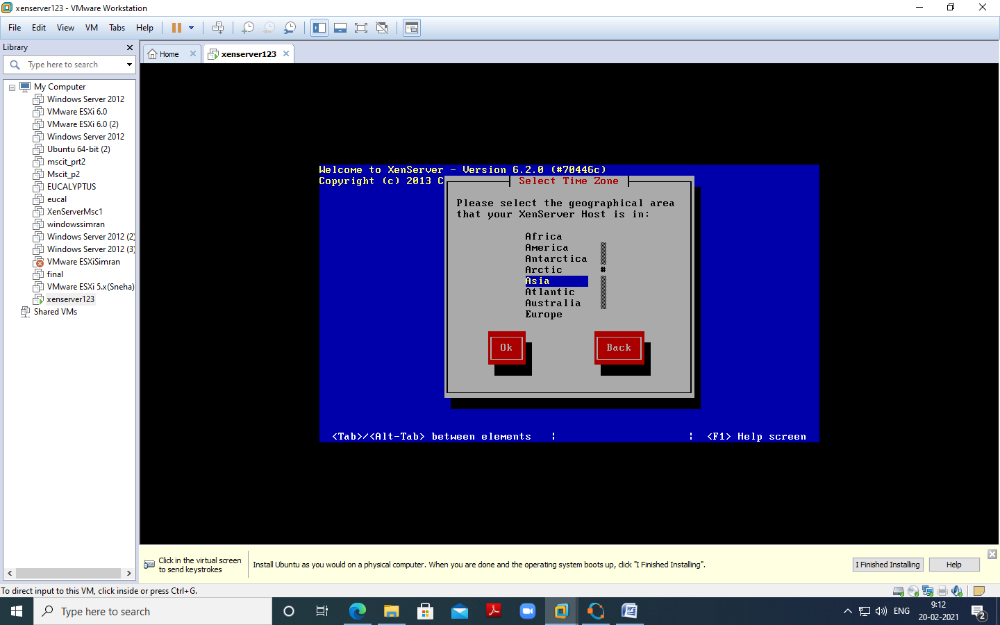 xenserver123 - VMware Workstation
File Edit View VM Tabs Help
Library
Type here to search
My Computer
Windows Server 2012
VMware ESXi 6.0
VMware ESXi 6.0 (2)
Windows Server 2012
Ubuntu 64-bit (2)
mscit_prt2
Mscit_p2
EUCALYPTUS
eucal
XenServerMsc1
windowssimran
Windows Server 2012 (2)
Windows Server 2012 (3)
VMware ESXiSimran
final
VMware ESXi 5.x(Sneha)
xenserver123
Shared VMs
Home xenserver123
Welcome to XenServer - Version 6.2.0 (#70446c)
Copyright (c) 2013 C
Select Time Zone
Please select the geographical area
that your XenServer Host is in:
Africa
America
Antarctica
Arctic #
Asia
Atlantic
Australia
Europe
Ok Back
<Tab>/<Alt-Tab> between elements ¦ ¦ <F1> Help screen
Click in the virtual screen
to send keystrokes
Install Ubuntu as you would on a physical computer. When you are done and the operating system boots up, click "I Finished Installing".
I Finished Installing Help
To direct input to this VM, click inside or press Ctrl+G.
Type here to search
ENG
9:12
20-02-2021
2